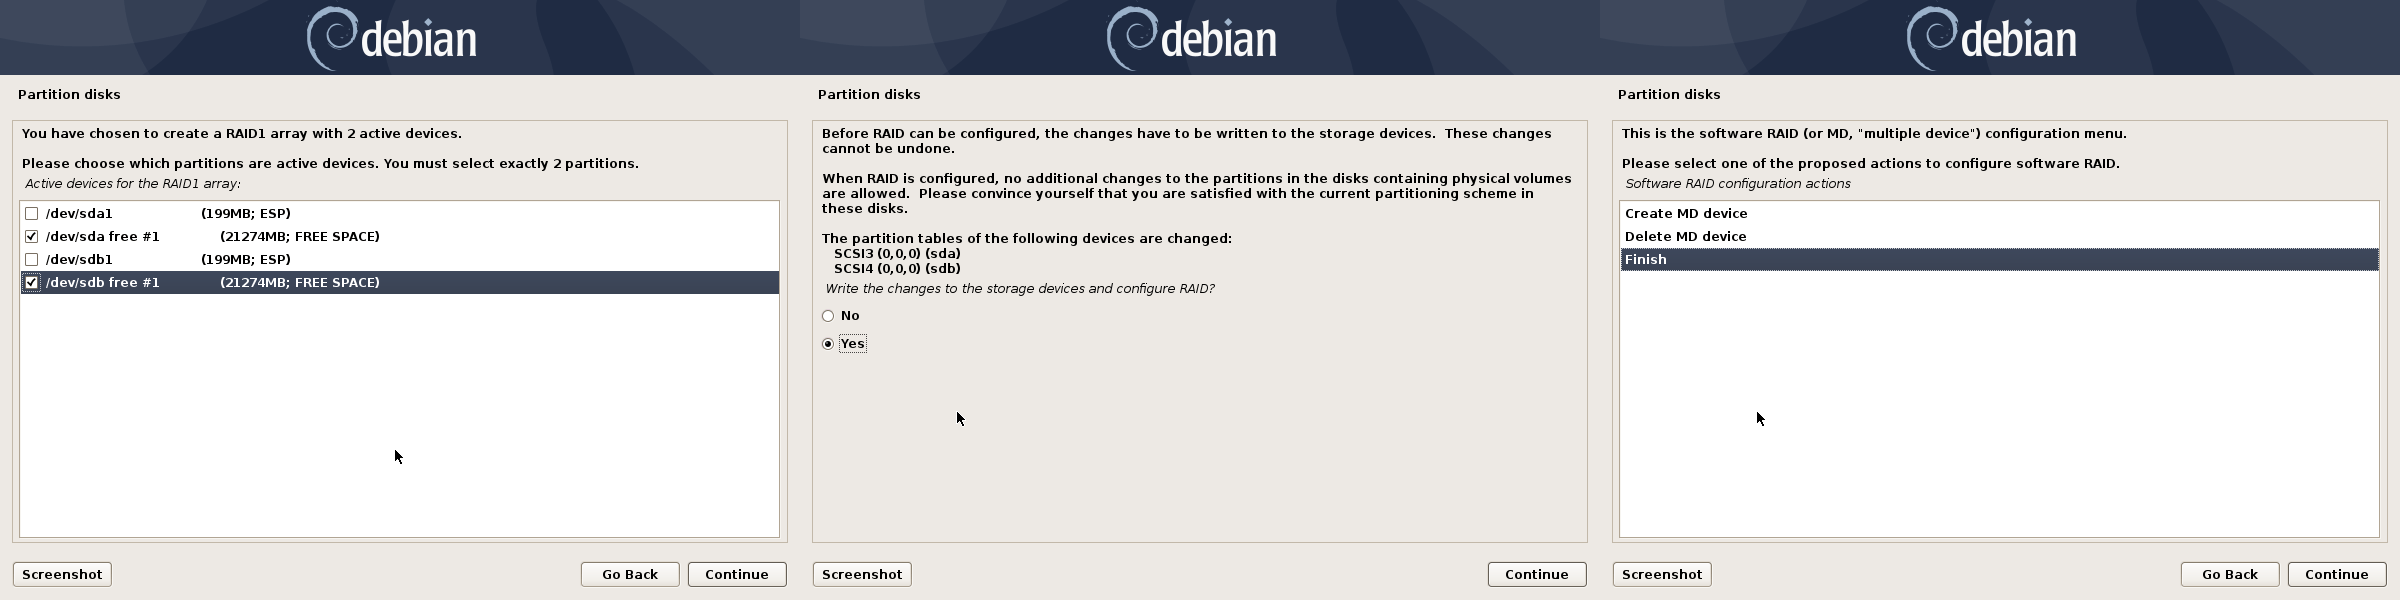 debian
Partition disks
You have chosen to create a RAID1 array with 2 active devices.
Please choose which partitions are active devices. You must select exactly 2 partitions.
Active devices for the RAID1 array:
/dev/sda1 (199MB; ESP)
/dev/sda free #1 (21274MB; FREE SPACE)
/dev/sdb1 (199MB; ESP)
/dev/sdb free #1 (21274MB; FREE SPACE)
Screenshot
Go Back
Continue
debian
Partition disks
Before RAID can be configured, the changes have to be written to the storage devices.  These changes
cannot be undone.
When RAID is configured, no additional changes to the partitions in the disks containing physical volumes
are allowed.  Please convince yourself that you are satisfied with the current partitioning scheme in
these disks.
The partition tables of the following devices are changed:
SCSI3 (0,0,0) (sda)
SCSI4 (0,0,0) (sdb)
Write the changes to the storage devices and configure RAID?
No
Yes
Screenshot
Continue
debian
Partition disks
This is the software RAID (or MD, "multiple device") configuration menu.
Please select one of the proposed actions to configure software RAID.
Software RAID configuration actions
Create MD device
Delete MD device
Finish
Screenshot
Go Back
Continue